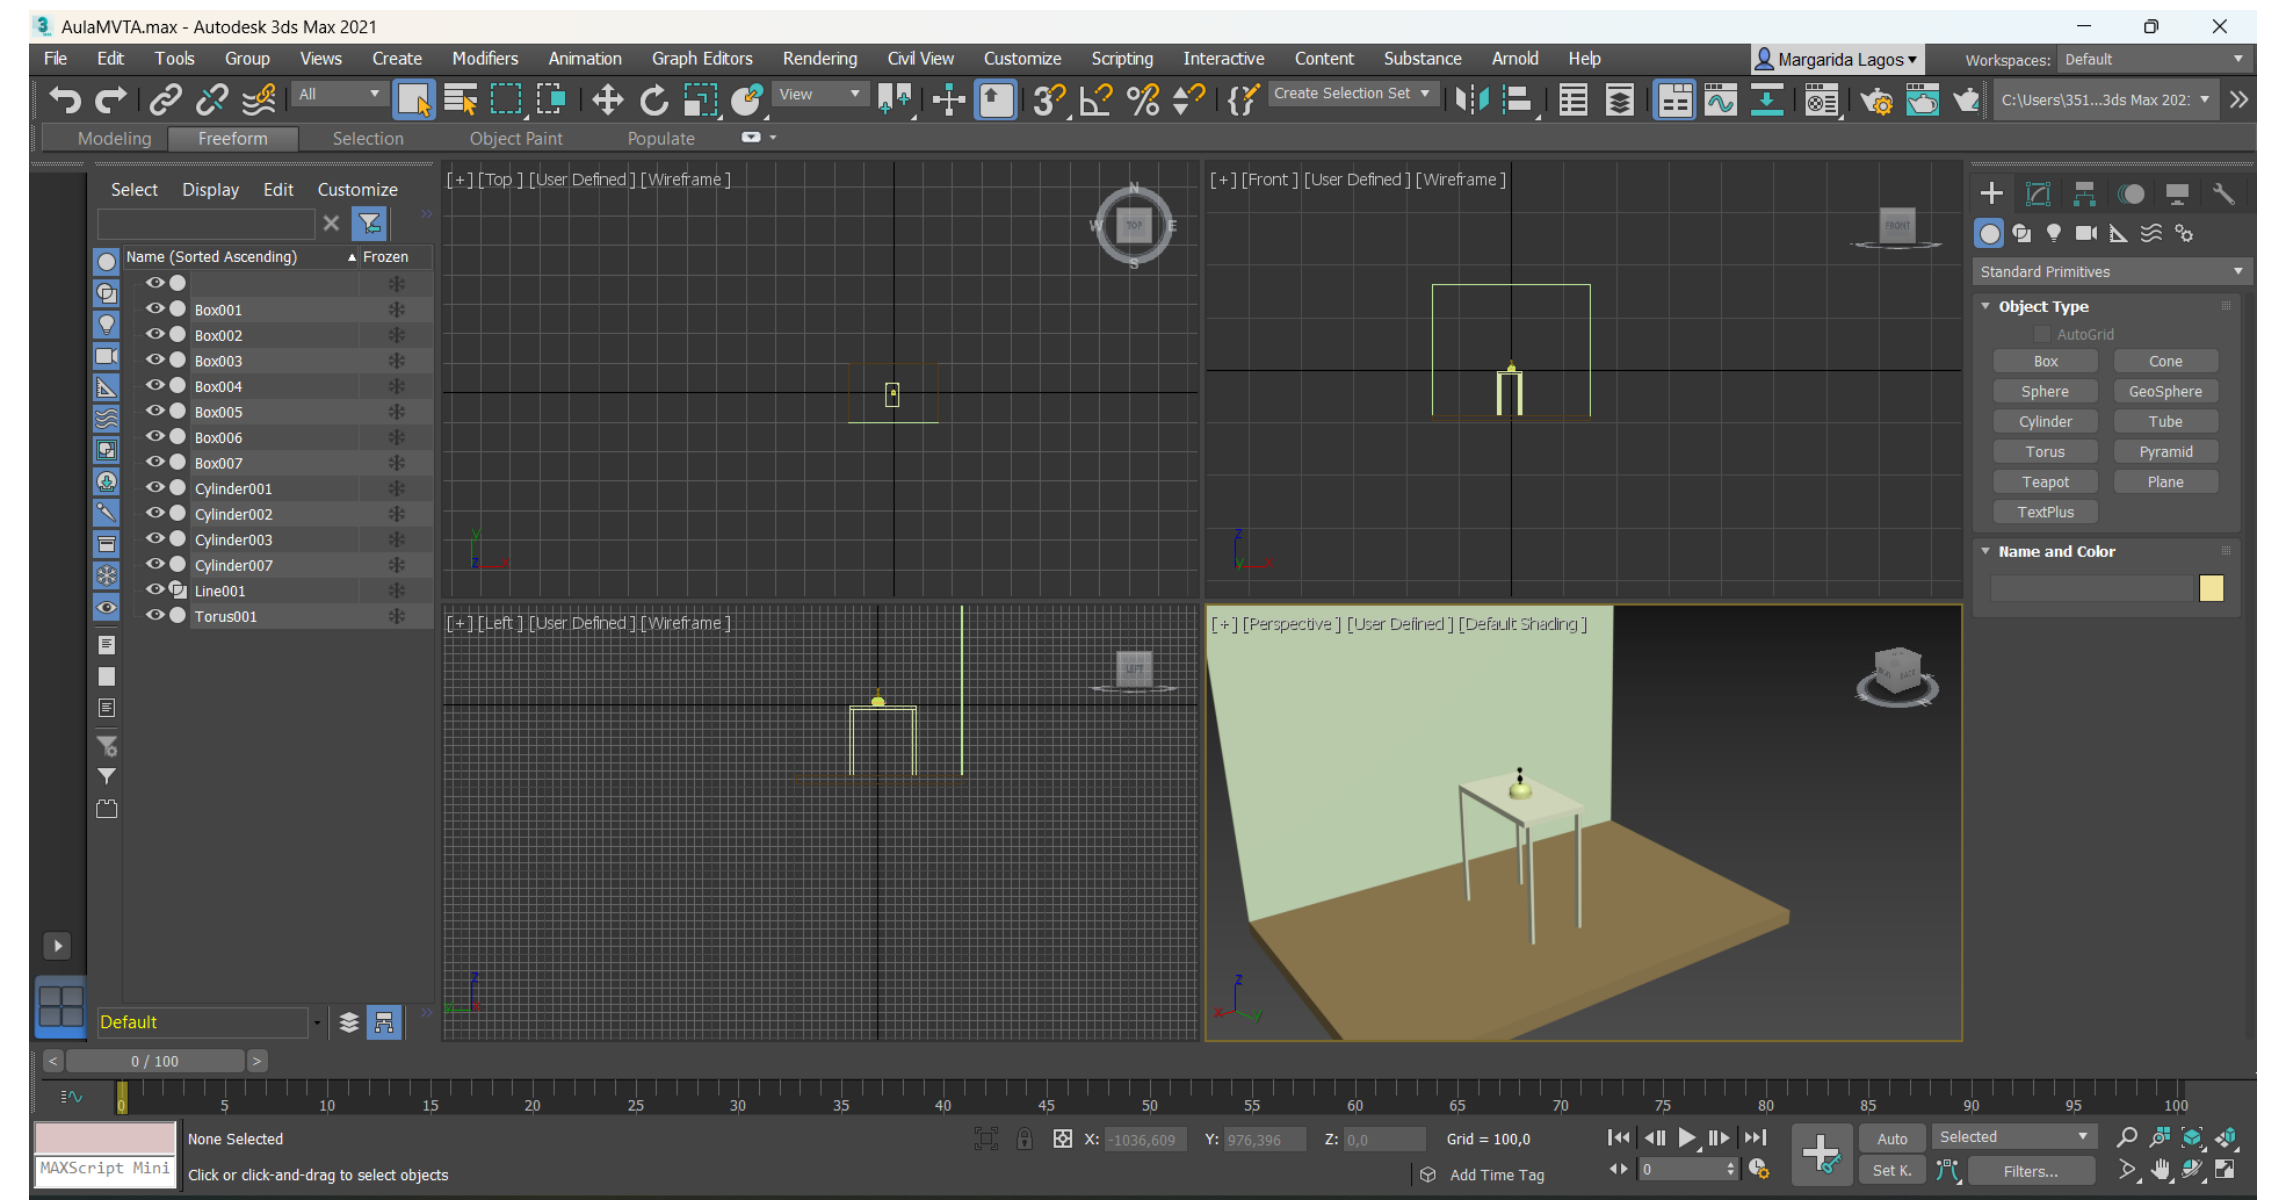 AulaMVTA.max - Autodesk 3ds Max 2021
File Edit Tools Group Views Create Modifiers Animation Graph Editors Rendering Civil View Customize Scripting Interactive Content Substance Arnold Help Margarida Lagos Workspaces: Default
All View Create Selection Set C:\Users\351...3ds Max 202:
Modeling Freeform Selection Object Paint Populate
Select Display Edit Customize
Name (Sorted Ascending) Frozen
Box001
Box002
Box003
Box004
Box005
Box006
Box007
Cylinder001
Cylinder002
Cylinder003
Cylinder007
Line001
Torus001
Default
[+] [Top ] [User Defined ] [Wireframe ]
N
W TOP E
S
y
z x
[+] [Front ] [User Defined ] [Wireframe ]
FRONT
z
y x
[+] [Left ] [User Defined ] [Wireframe ]
LEFT
z
y x
[+] [Perspective ] [User Defined ] [Default Shading ]
z
x y
Standard Primitives
Object Type
AutoGrid
Box Cone
Sphere GeoSphere
Cylinder Tube
Torus Pyramid
Teapot Plane
TextPlus
Name and Color
< 0 / 100 >
0 5 10 15 20 25 30 35 40 45 50 55 60 65 70 75 80 85 90 95 100
None Selected X: -1036,609 Y: 976,396 Z: 0,0 Grid = 100,0 Auto Selected
MAXScript Mini Click or click-and-drag to select objects Add Time Tag 0 Set K. Filters...